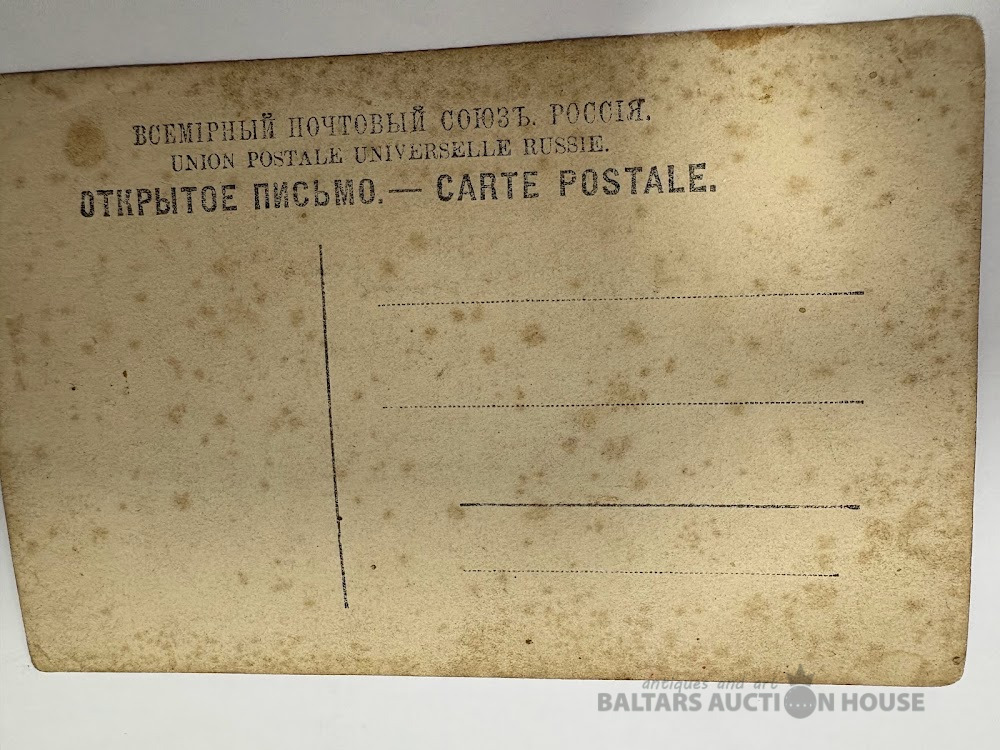 ВСЕМІРНЫЙ ПОЧТОВЫЙ СОЮЗЪ. РОССІЯ.
UNION POSTALE UNIVERSELLE RUSSIE.
ОТКРЫТОЕ ПИСЬМО. — CARTE POSTALE.
antiques and art
BALTARS AUCTION HOUSE